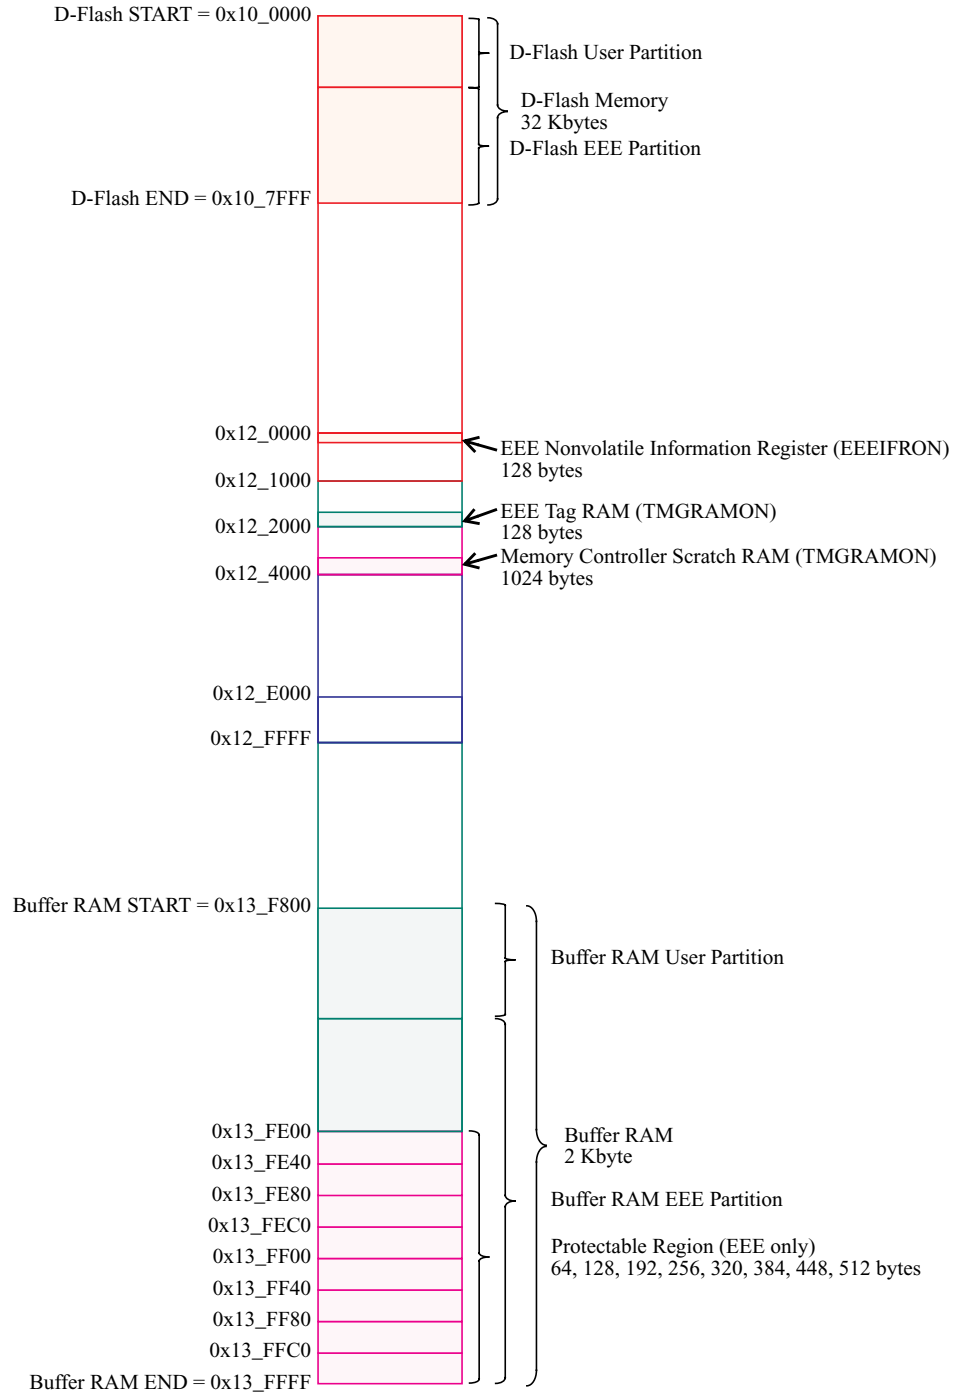 D-Flash START = 0x10_0000
D-Flash User Partition
D-Flash Memory
32 Kbytes
D-Flash EEE Partition
D-Flash END = 0x10_7FFF
0x12_0000
EEE Nonvolatile Information Register (EEEIFRON)
128 bytes
0x12_1000
EEE Tag RAM (TMGRAMON)
128 bytes
0x12_2000
Memory Controller Scratch RAM (TMGRAMON)
1024 bytes
0x12_4000
0x12_E000
0x12_FFFF
Buffer RAM START = 0x13_F800
Buffer RAM User Partition
0x13_FE00
Buffer RAM
2 Kbyte
0x13_FE40
0x13_FE80
Buffer RAM EEE Partition
0x13_FEC0
0x13_FF00
Protectable Region (EEE only)
64, 128, 192, 256, 320, 384, 448, 512 bytes
0x13_FF40
0x13_FF80
0x13_FFC0
Buffer RAM END = 0x13_FFFF